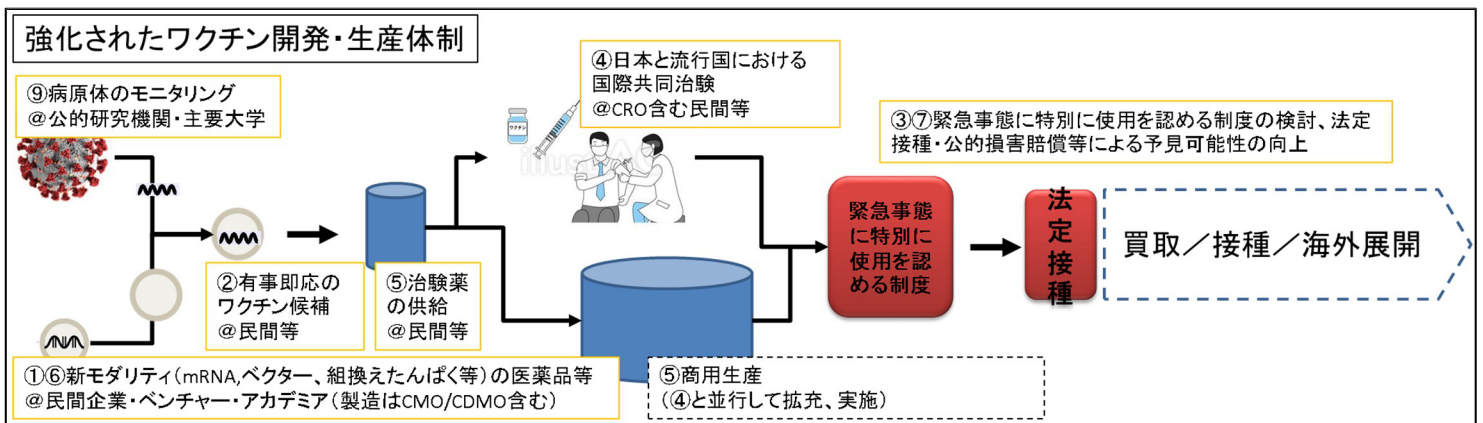 強化されたワクチン開発・生産体制
⑨病原体のモニタリング
@公的研究機関・主要大学
④日本と流行国における
国際共同治験
@CRO含む民間等
ワクチン
③⑦緊急事態に特別に使用を認める制度の検討、法定
接種・公的損害賠償等による予見可能性の向上
緊急事態
に特別に
使用を認
める制度
法定接種
買取／接種／海外展開
②有事即応の
ワクチン候補
@民間等
⑤治験薬
の供給
@民間等
①⑥新モダリティ（mRNA,ベクター、組換えたんぱく等）の医薬品等
@民間企業・ベンチャー・アカデミア（製造はCMO/CDMO含む）
⑤商用生産
（④と並行して拡充、実施）